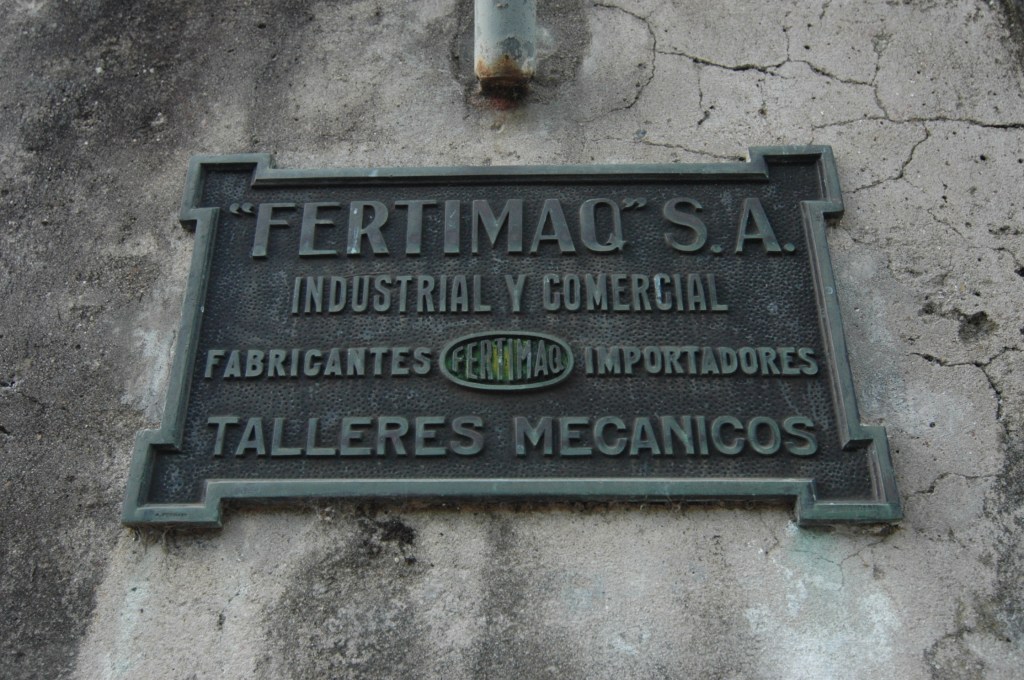 "FERTIMAQ" S.A.
INDUSTRIAL Y COMERCIAL
FABRICANTES FERTIMAQ IMPORTADORES
TALLERES MECANICOS